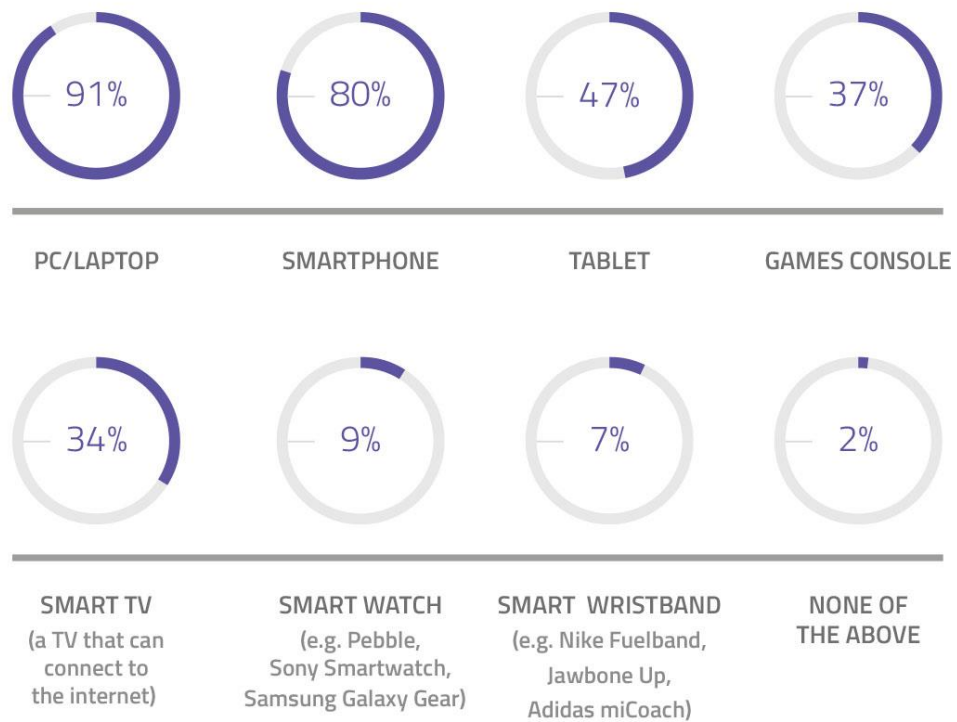 91%
80%
47%
37%
PC/LAPTOP
SMARTPHONE
TABLET
GAMES CONSOLE
34%
9%
7%
2%
SMART TV
(a TV that can
connect to
the internet)
SMART WATCH
(e.g. Pebble,
Sony Smartwatch,
Samsung Galaxy Gear)
SMART WRISTBAND
(e.g. Nike Fuelband,
Jawbone Up,
Adidas miCoach)
NONE OF
THE ABOVE